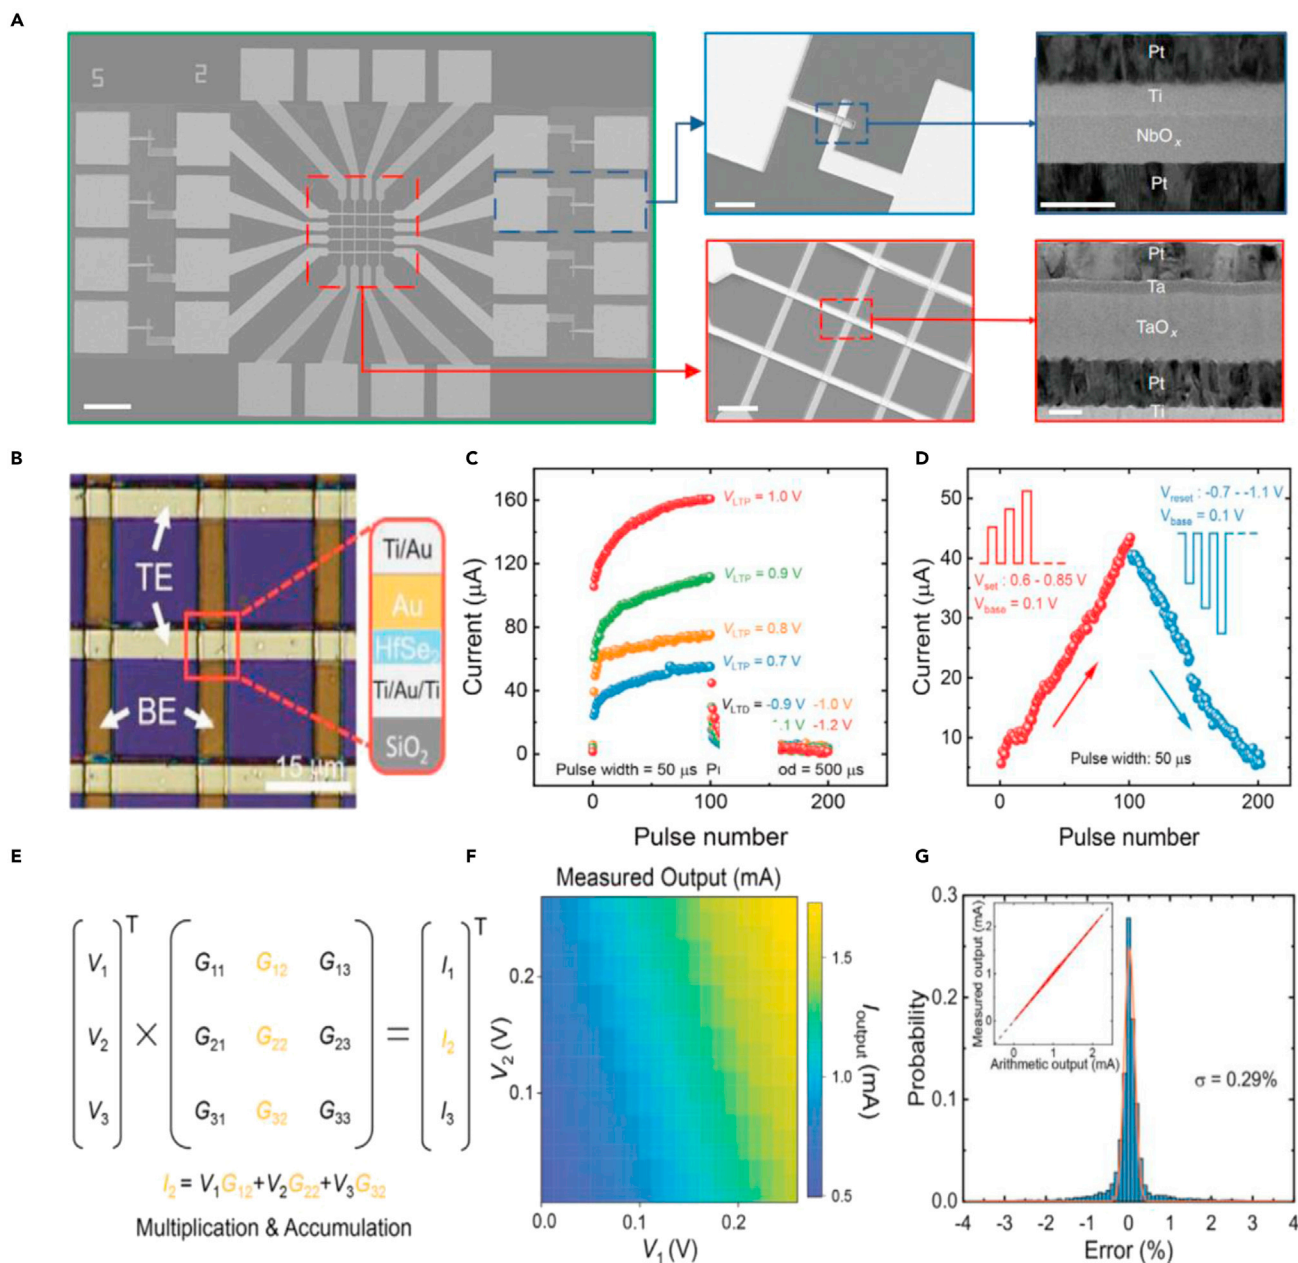 A
5 2
Pt
Ti
NbOx
Pt
Pt
Ta
TaOx
Pt
Ti
B
TE
BE
15 μm
Ti/Au
Au
HfSe2
Ti/Au/Ti
SiO2
C
Current (μA)
160
120
80
40
0
VLTP = 1.0 V
VLTP = 0.9 V
VLTP = 0.8 V
VLTP = 0.7 V
VLTD = -0.9 V -1.0 V
1.1 V -1.2 V
Pulse width = 50 μs od = 500 μs
0 100 200
Pulse number
D
Current (μA)
50
40
30
20
10
Vset : 0.6 - 0.85 V
Vbase = 0.1 V
Vreset : -0.7 - -1.1 V
Vbase = 0.1 V
Pulse width: 50 μs
0 100 200
Pulse number
E
T T
V1 G11 G12 G13 I1
V2 × G21 G22 G23 = I2
V3 G31 G32 G33 I3
I2 = V1G12+V2G22+V3G32
Multiplication & Accumulation
F
Measured Output (mA)
V2 (V)
0.2
0.1
0.0 0.1 0.2
V1 (V)
1.5
1.0
0.5
Ioutput (mA)
G
Probability
0.3
0.2
0.1
0.0
Measured output (mA)
2
1
0
0 1 2
Arithmetic output (mA)
σ = 0.29%
-4 -3 -2 -1 0 1 2 3 4
Error (%)